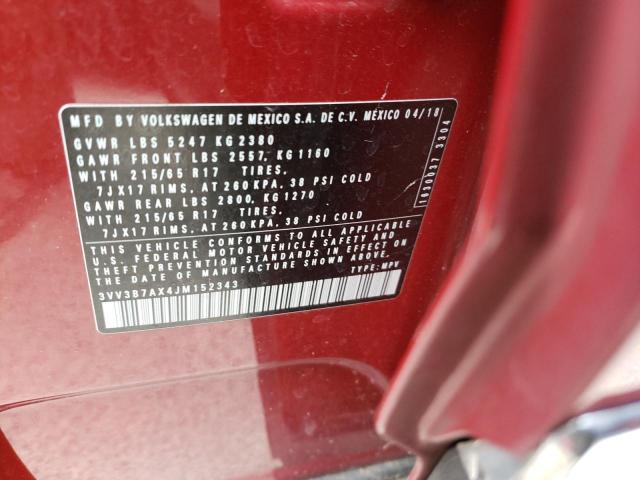 MFD BY VOLKSWAGEN DE MEXICO S.A. DE C.V. MÉXICO 04/18
GVWR LBS 5247 KG 2380
GAWR FRONT LBS 2557, KG 1160
WITH 215/65 R17 TIRES.
7JX17 RIMS. AT 260 KPA, 38 PSI COLD
GAWR REAR LBS 2800, KG 1270
WITH 215/65 R17 TIRES.
7JX17 RIMS. AT 260 KPA, 38 PSI COLD
THIS VEHICLE CONFORMS TO ALL APPLICABLE
U.S. FEDERAL MOTOR VEHICLE SAFETY AND
THEFT PREVENTION STANDARDS IN EFFECT ON
THE DATE OF MANUFACTURE SHOWN ABOVE.
3VV3B7AX4JM152343 TYPE: MPV
1830037 3304